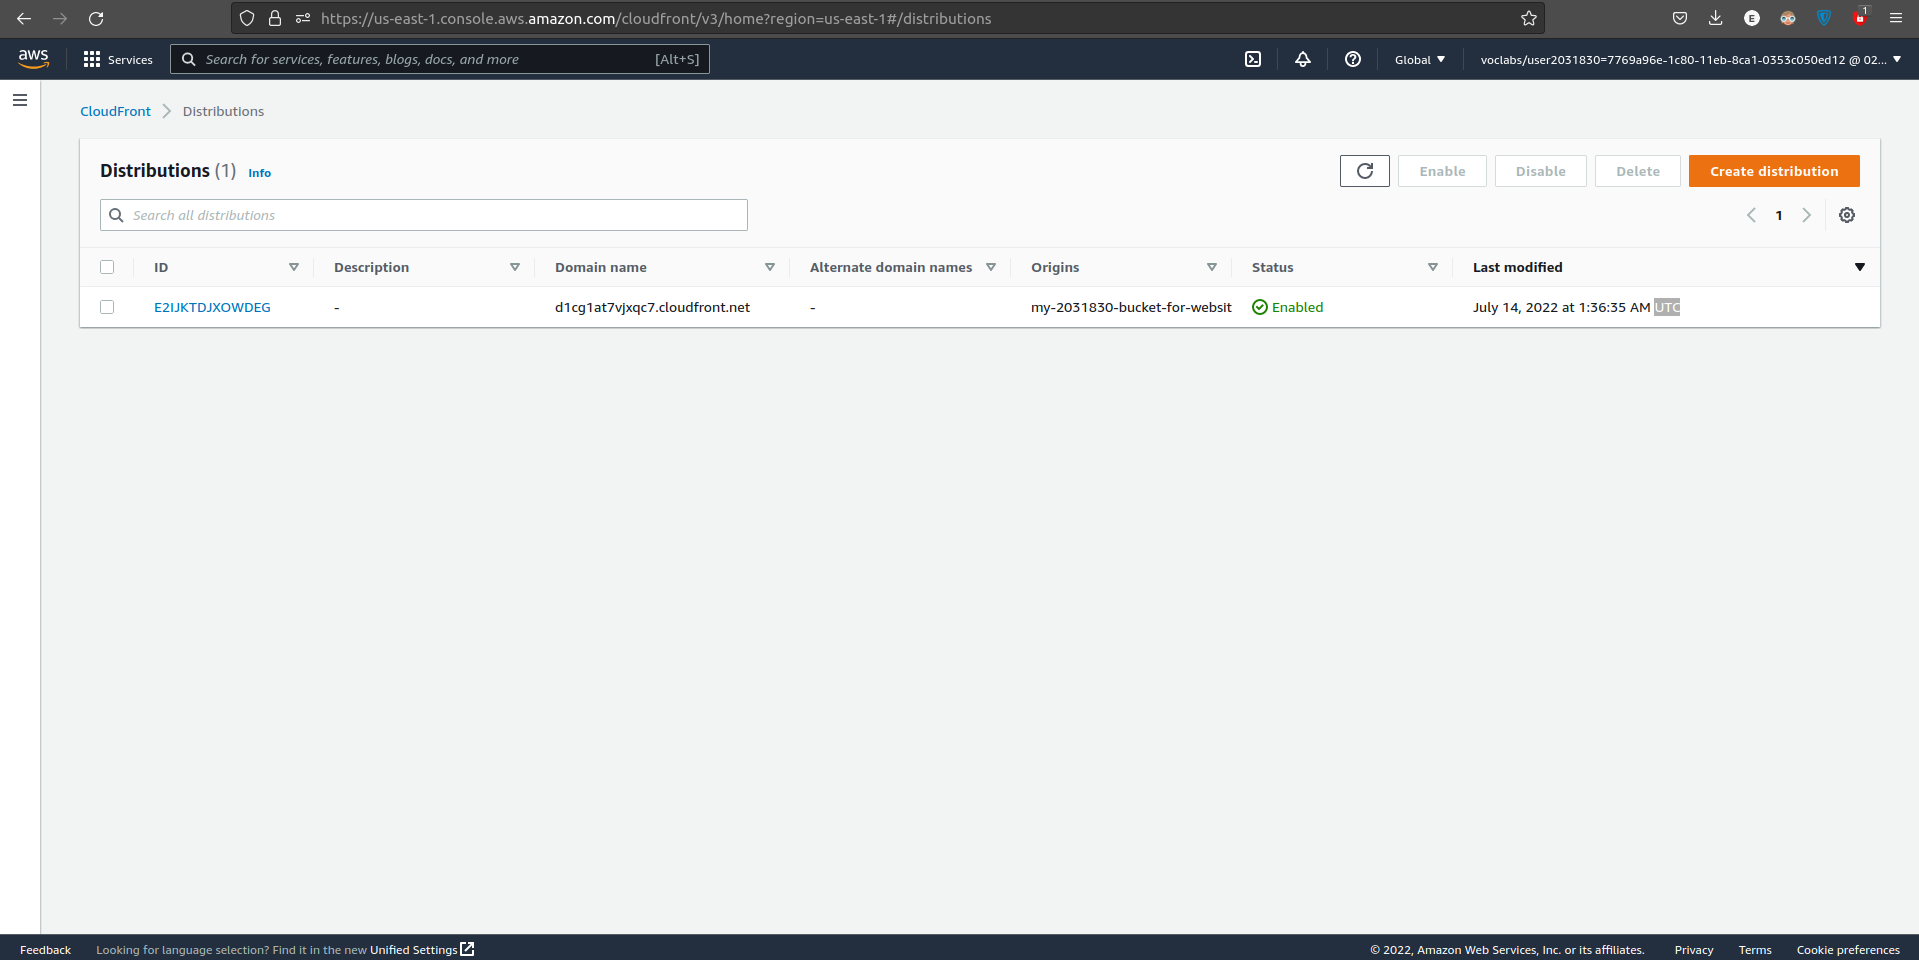 https://us-east-1.console.aws.amazon.com/cloudfront/v3/home?region=us-east-1#/distributions
E
1
aws
Services
Search for services, features, blogs, docs, and more
[Alt+S]
Global
voclabs/user2031830=7769a96e-1c80-11eb-8ca1-0353c050ed12 @ 02...
CloudFront
Distributions
Distributions (1) Info
Enable
Disable
Delete
Create distribution
Search all distributions
1
ID Description Domain name Alternate domain names Origins Status Last modified
E2IJKTDJXOWDEG - d1cg1at7vjxqc7.cloudfront.net - my-2031830-bucket-for-websit Enabled July 14, 2022 at 1:36:35 AM UTC
Feedback Looking for language selection? Find it in the new Unified Settings © 2022, Amazon Web Services, Inc. or its affiliates. Privacy Terms Cookie preferences